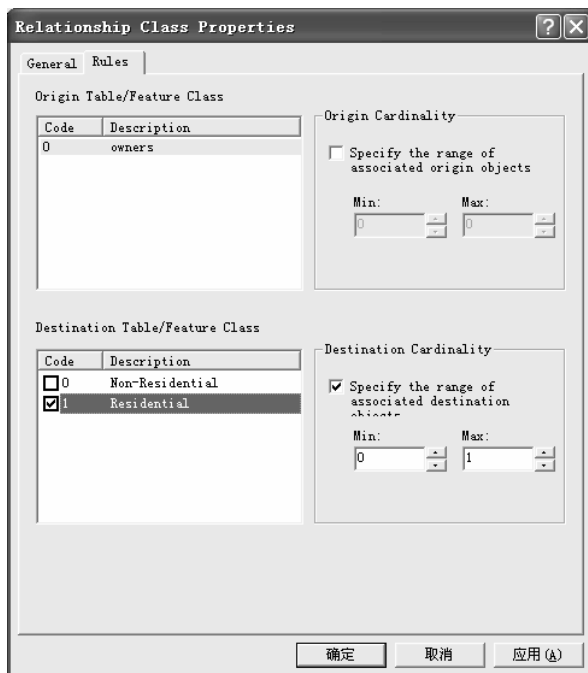 Relationship Class Properties
General Rules
Origin Table/Feature Class
Code Description
0 owners
Origin Cardinality
Specify the range of
associated origin objects
Min: Max:
0 0
Destination Table/Feature Class
Code Description
0 Non-Residential
1 Residential
Destination Cardinality
Specify the range of
associated destination
Min: Max:
0 1
确定 取消 应用(A)